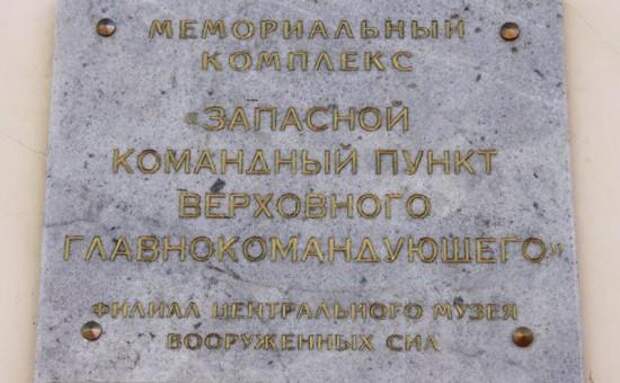 МЕМОРИАЛЬНЫЙ
КОМПЛЕКС
«ЗАПАСНОЙ
КОМАНДНЫЙ ПУНКТ
ВЕРХОВНОГО
ГЛАВНОКОМАНДУЮЩЕГО»
ФИЛИАЛ ЦЕНТРАЛЬНОГО МУЗЕЯ
ВООРУЖЕННЫХ СИЛ